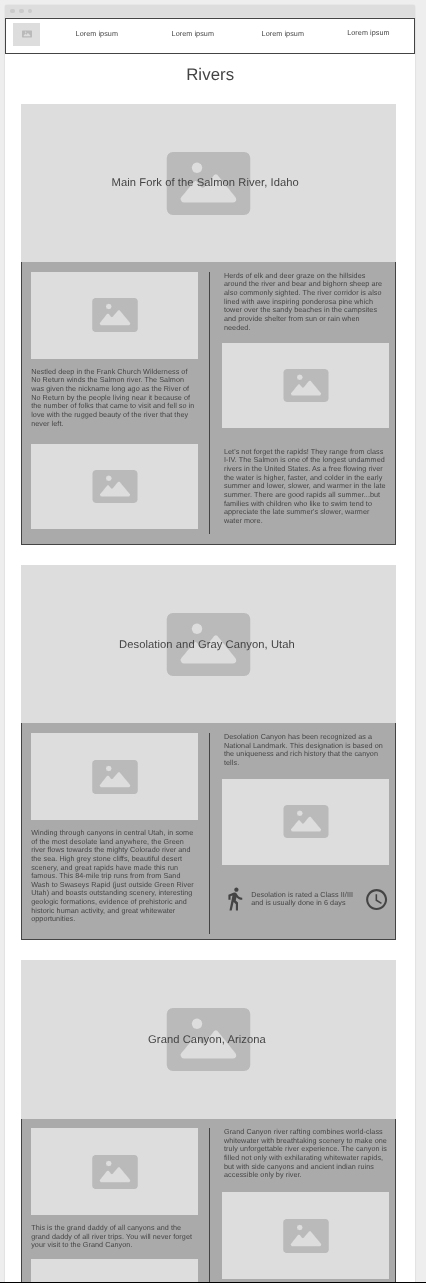 Lorem ipsum
Lorem ipsum
Lorem ipsum
Lorem ipsum
Rivers
Main Fork of the Salmon River, Idaho
Nestled deep in the Frank Church Wilderness of
No Return winds the Salmon river. The Salmon
was given the nickname long ago as the River of
No Return by the people living near it because of
the number of folks that came to visit and fell so in
love with the rugged beauty of the river that they
never left.
Herds of elk and deer graze on the hillsides
around the river and bear and bighorn sheep are
also commonly sighted. The river corridor is also
lined with awe inspiring ponderosa pine which
tower over the sandy beaches in the campsites
and provide shelter from sun or rain when
needed.
Let's not forget the rapids! They range from class
I-IV. The Salmon is one of the longest undammed
rivers in the United States. As a free flowing river
the water is higher, faster, and colder in the early
summer and lower, slower, and warmer in the late
summer. There are good rapids all summer...but
families with children who like to swim tend to
appreciate the late summer's slower, warmer
water more.
Desolation and Gray Canyon, Utah
Winding through canyons in central Utah, in some
of the most desolate land anywhere, the Green
river flows towards the mighty Colorado river and
the sea. High grey stone cliffs, beautiful desert
scenery, and great rapids have made this run
famous. This 84-mile trip runs from from Sand
Wash to Swaseys Rapid (just outside Green River
Utah) and boasts outstanding scenery, interesting
geologic formations, evidence of prehistoric and
historic human activity, and great whitewater
opportunities.
Desolation Canyon has been recognized as a
National Landmark. This designation is based on
the uniqueness and rich history that the canyon
tells.
Desolation is rated a Class II/III
and is usually done in 6 days
Grand Canyon, Arizona
This is the grand daddy of all canyons and the
grand daddy of all river trips. You will never forget
your visit to the Grand Canyon.
Grand Canyon river rafting combines world-class
whitewater with breathtaking scenery to make one
truly unforgettable river experience. The canyon is
filled not only with exhilarating whitewater rapids,
but with side canyons and ancient indian ruins
accessible only by river.